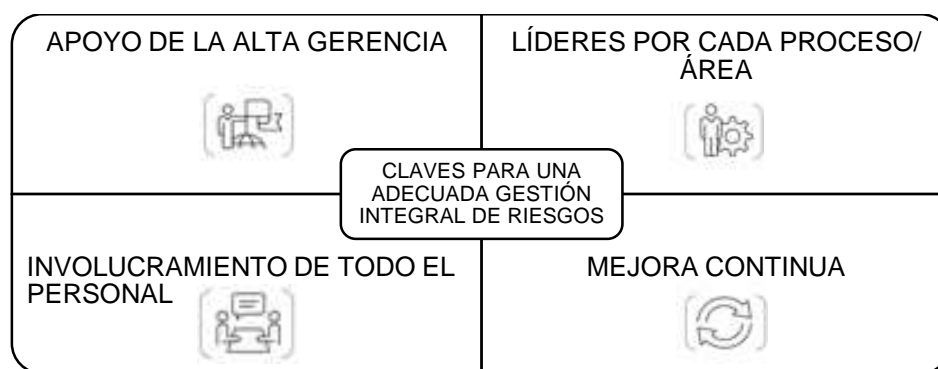 APOYO DE LA ALTA GERENCIA
LÍDERES POR CADA PROCESO/
ÁREA
CLAVES PARA UNA
ADECUADA GESTIÓN
INTEGRAL DE RIESGOS
INVOLUCRAMIENTO DE TODO EL
PERSONAL
MEJORA CONTINUA